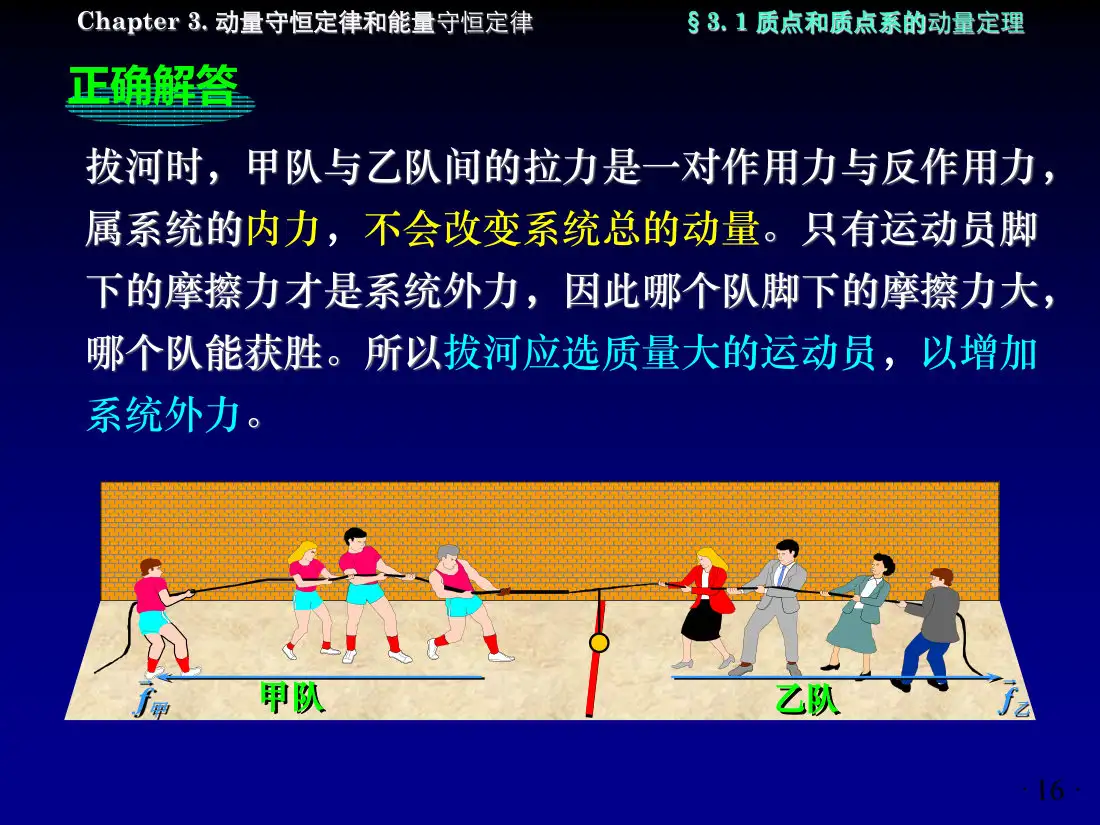 Chapter 3. 动量守恒定律和能量守恒定律
§3.1 质点和质点系的动量定理
正确解答
拔河时，甲队与乙队间的拉力是一对作用力与反作用力，
属系统的内力，不会改变系统总的动量。只有运动员脚
下的摩擦力才是系统外力，因此哪个队脚下的摩擦力大，
哪个队能获胜。所以拔河应选质量大的运动员，以增加
系统外力。
f甲
甲队
乙队
f乙
·16·